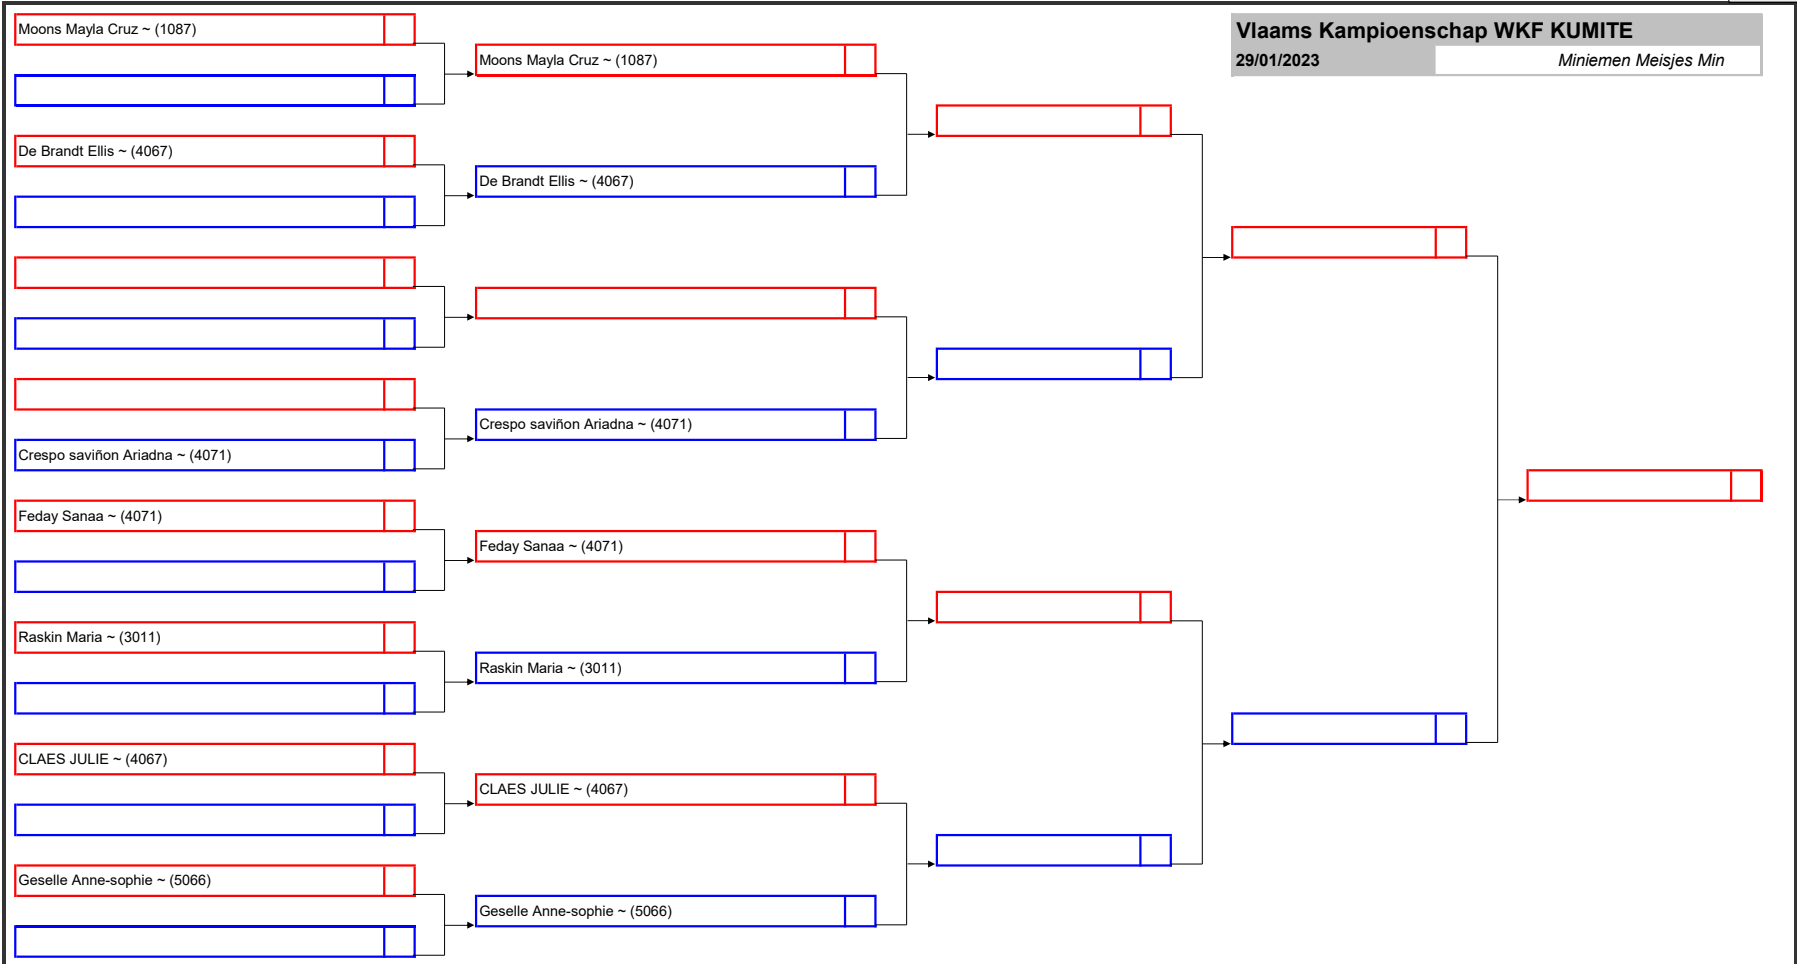 Vlaams Kampioenschap WKF KUMITE
29/01/2023
Miniemen Meisjes Min
Moons Mayla Cruz ~ (1087)
De Brandt Ellis ~ (4067)
Crespo saviñon Ariadna ~ (4071)
Feday Sanaa ~ (4071)
Raskin Maria ~ (3011)
CLAES JULIE ~ (4067)
Geselle Anne-sophie ~ (5066)
Moons Mayla Cruz ~ (1087)
De Brandt Ellis ~ (4067)
Crespo saviñon Ariadna ~ (4071)
Feday Sanaa ~ (4071)
Raskin Maria ~ (3011)
CLAES JULIE ~ (4067)
Geselle Anne-sophie ~ (5066)